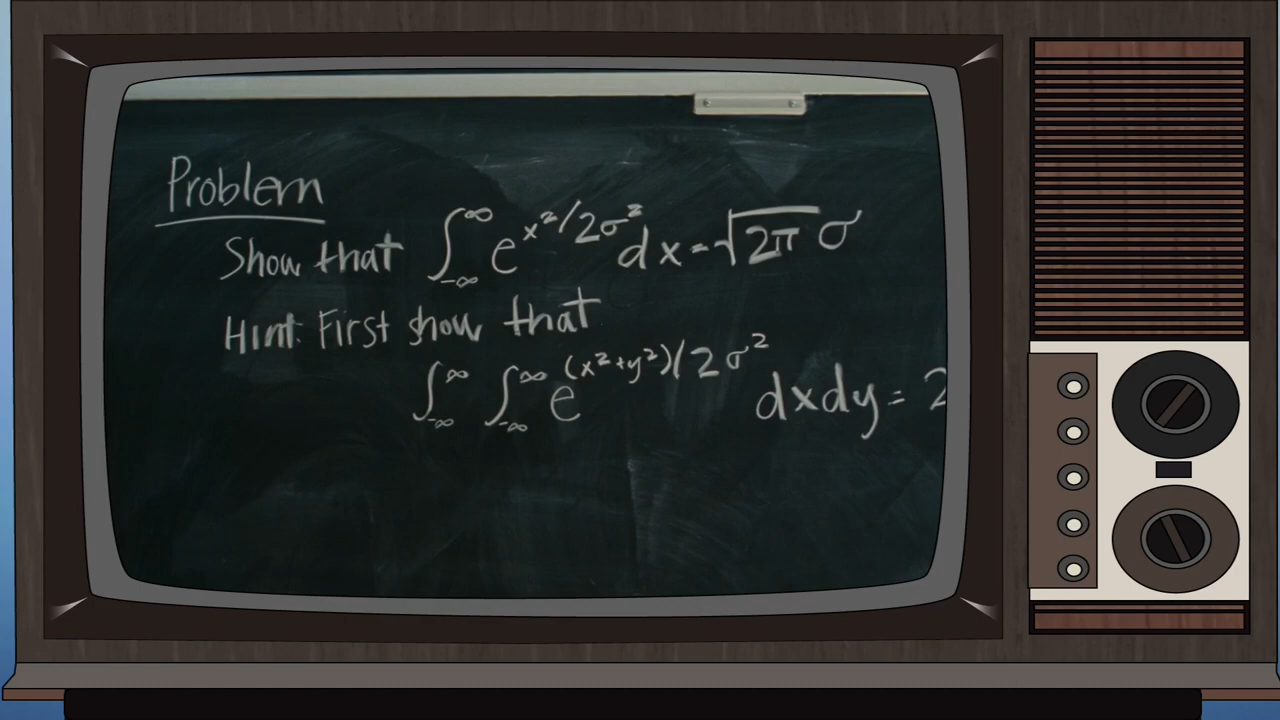 Problem
Show that ∫_{-∞}^{∞} e^{x²/2σ²} dx = √2π σ
Hint: First show that
∫_{-∞}^{∞} ∫_{-∞}^{∞} e^{(x²+y²)/2σ²} dxdy = 2